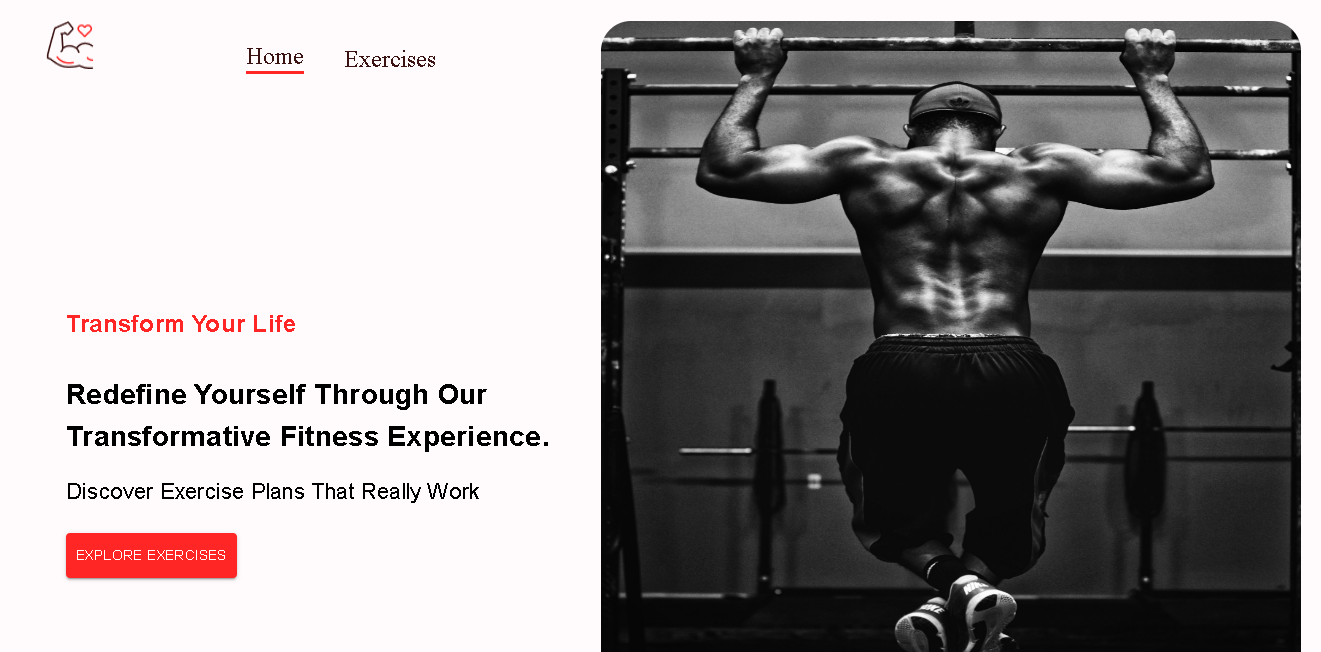 Home
Exercises
Transform Your Life
Redefine Yourself Through Our
Transformative Fitness Experience.
Discover Exercise Plans That Really Work
EXPLORE EXERCISES
NIKE